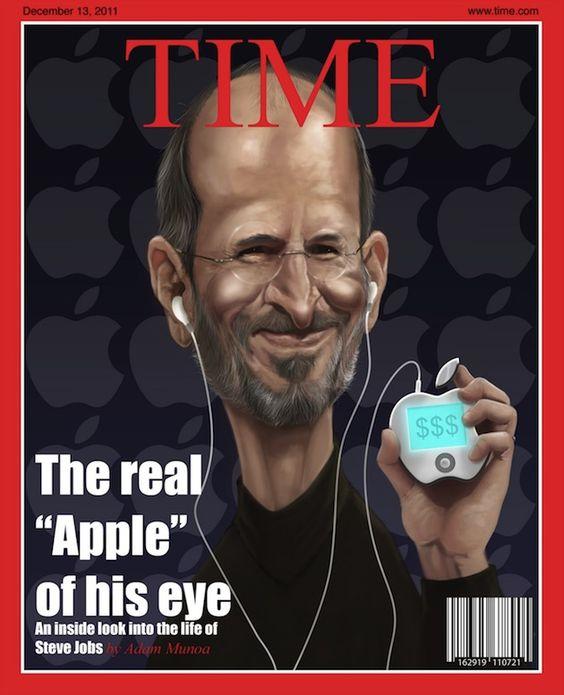 December 13, 2011
www.time.com
TIME
$$$
The real
“Apple”
of his eye
An inside look into the life of
Steve Jobs by Adam Munoa
162919 110721